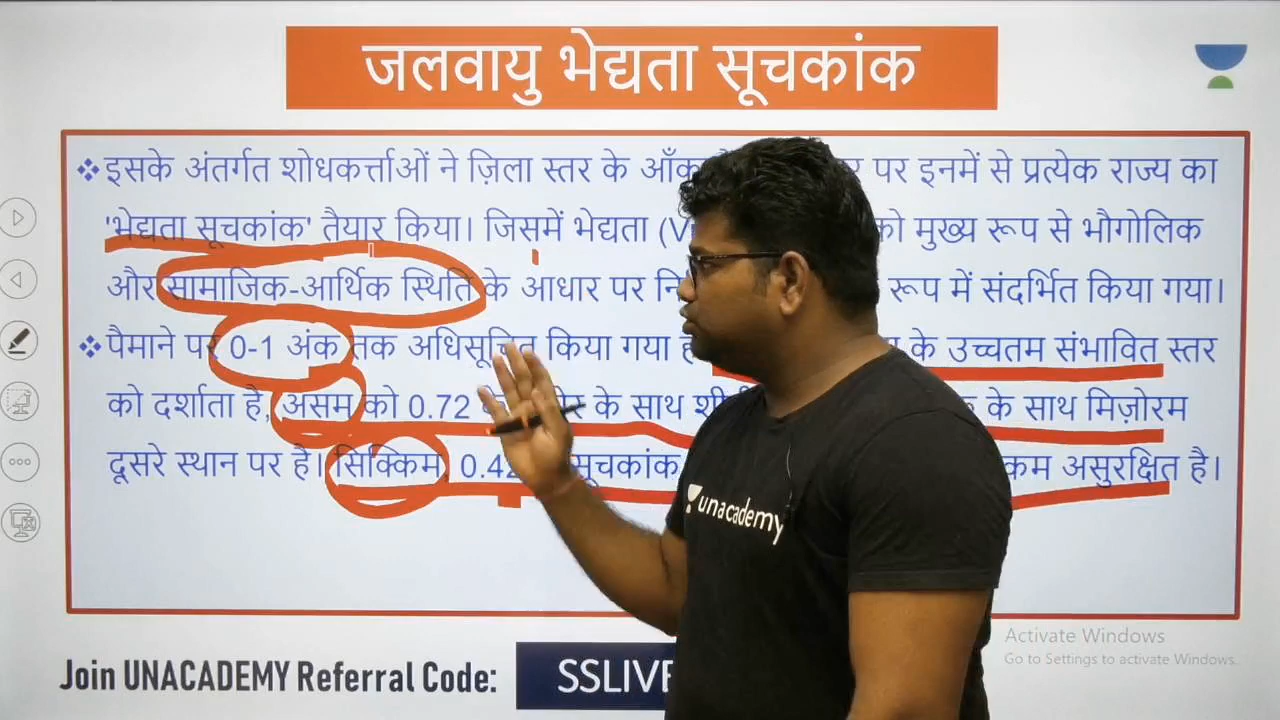 जलवायु भेद्यता सूचकांक
इसके अंतर्गत शोधकर्त्ताओं ने ज़िला स्तर के पर इनमें से प्रत्येक राज्य का
'भेद्यता सूचकांक' तैयार किया। जिसमें भेद्यता को मुख्य रूप से भौगोलिक
और सामाजिक-आर्थिक स्थिति के आधार पर रूप में संदर्भित किया गया।
पैमाने पर 0-1 अंक तक अधिसूचित किया गया के उच्चतम संभावित स्तर
को दर्शाता है, असम को 0.72 के साथ के साथ मिज़ोरम
दूसरे स्थान पर है। सिक्किम, सूचकांक कम असुरक्षित है।
unacademy
Activate Windows
Go to Settings to activate Windows.
Join UNACADEMY Referral Code: